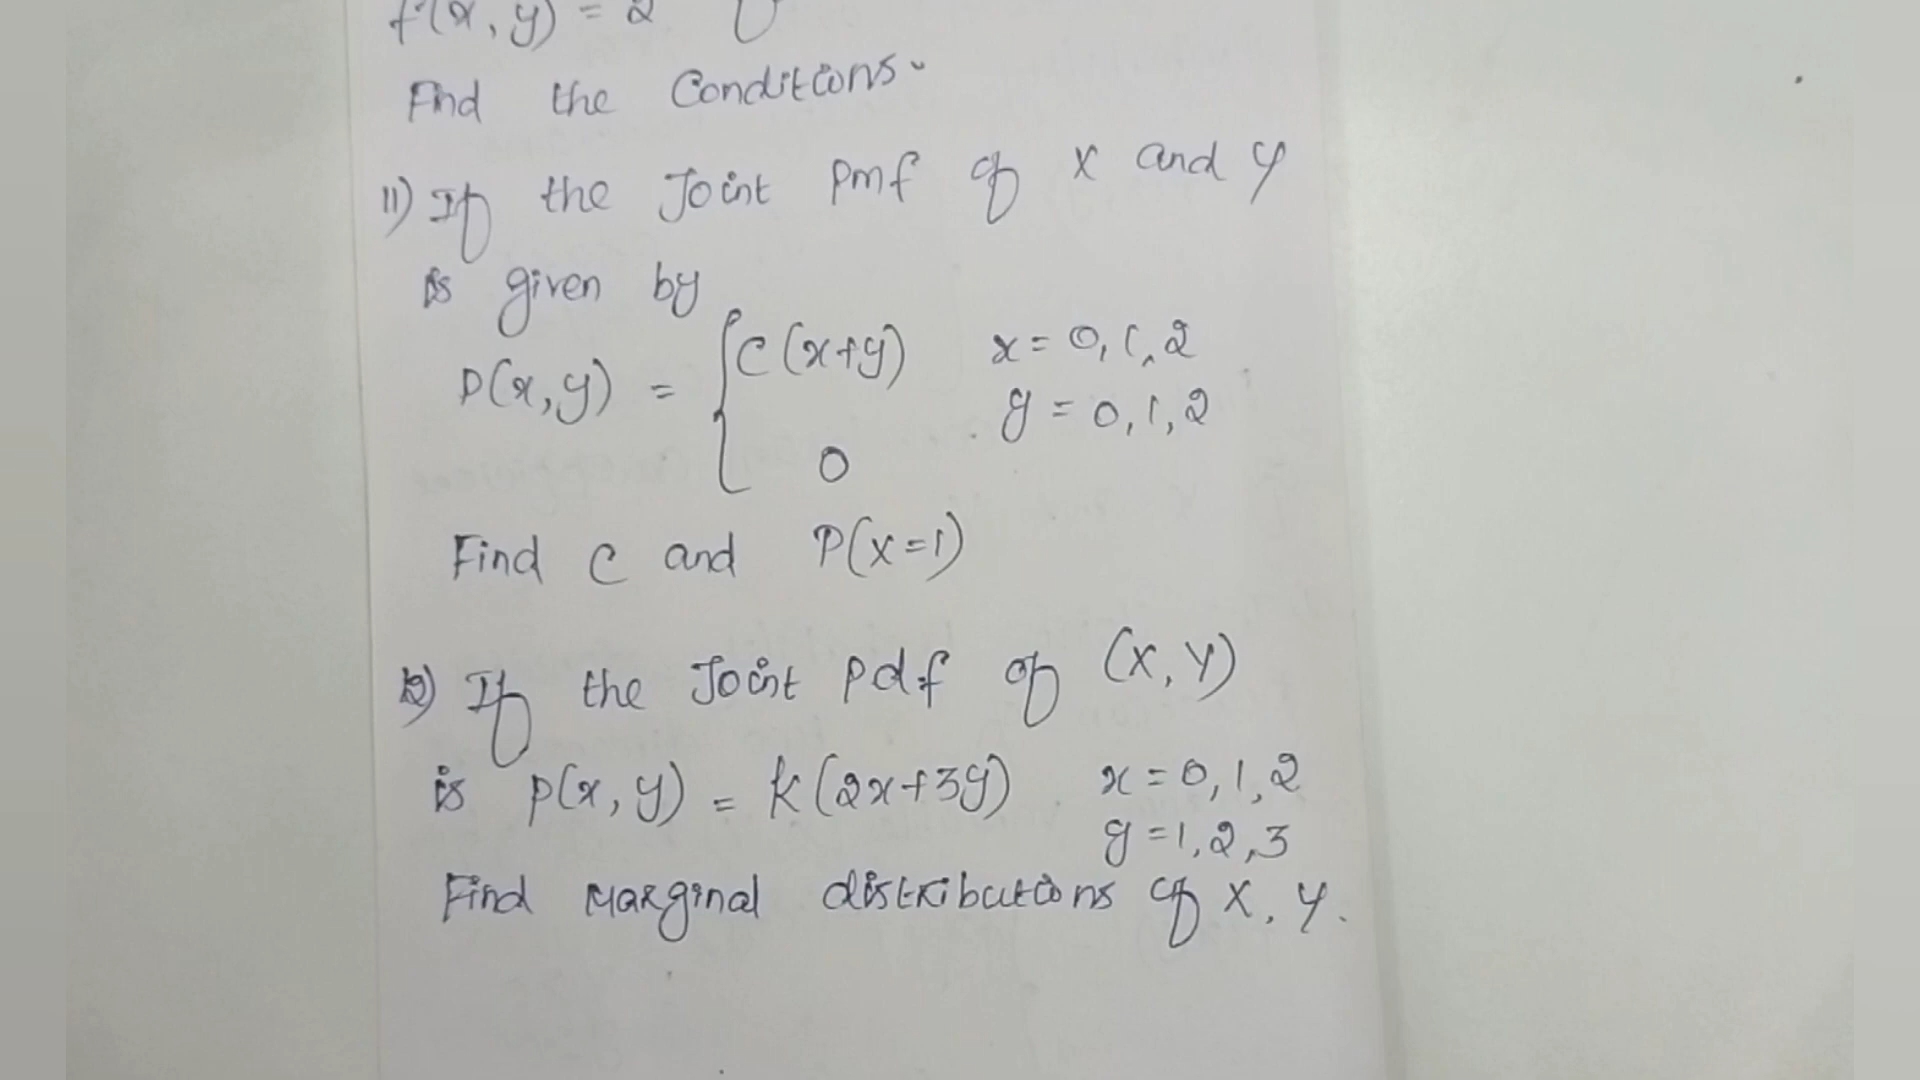 f(x, y) = 2
Find the Conditions.
11) If the Joint Pmf of X and Y
is given by
P(x, y) = { C(x+y) x = 0, 1, 2
y = 0, 1, 2
0
Find C and P(X=1)
12) If the Joint Pdf of (X, Y)
is p(x, y) = K(2x+3y) x = 0, 1, 2
y = 1, 2, 3
Find Marginal distributions of X, Y.